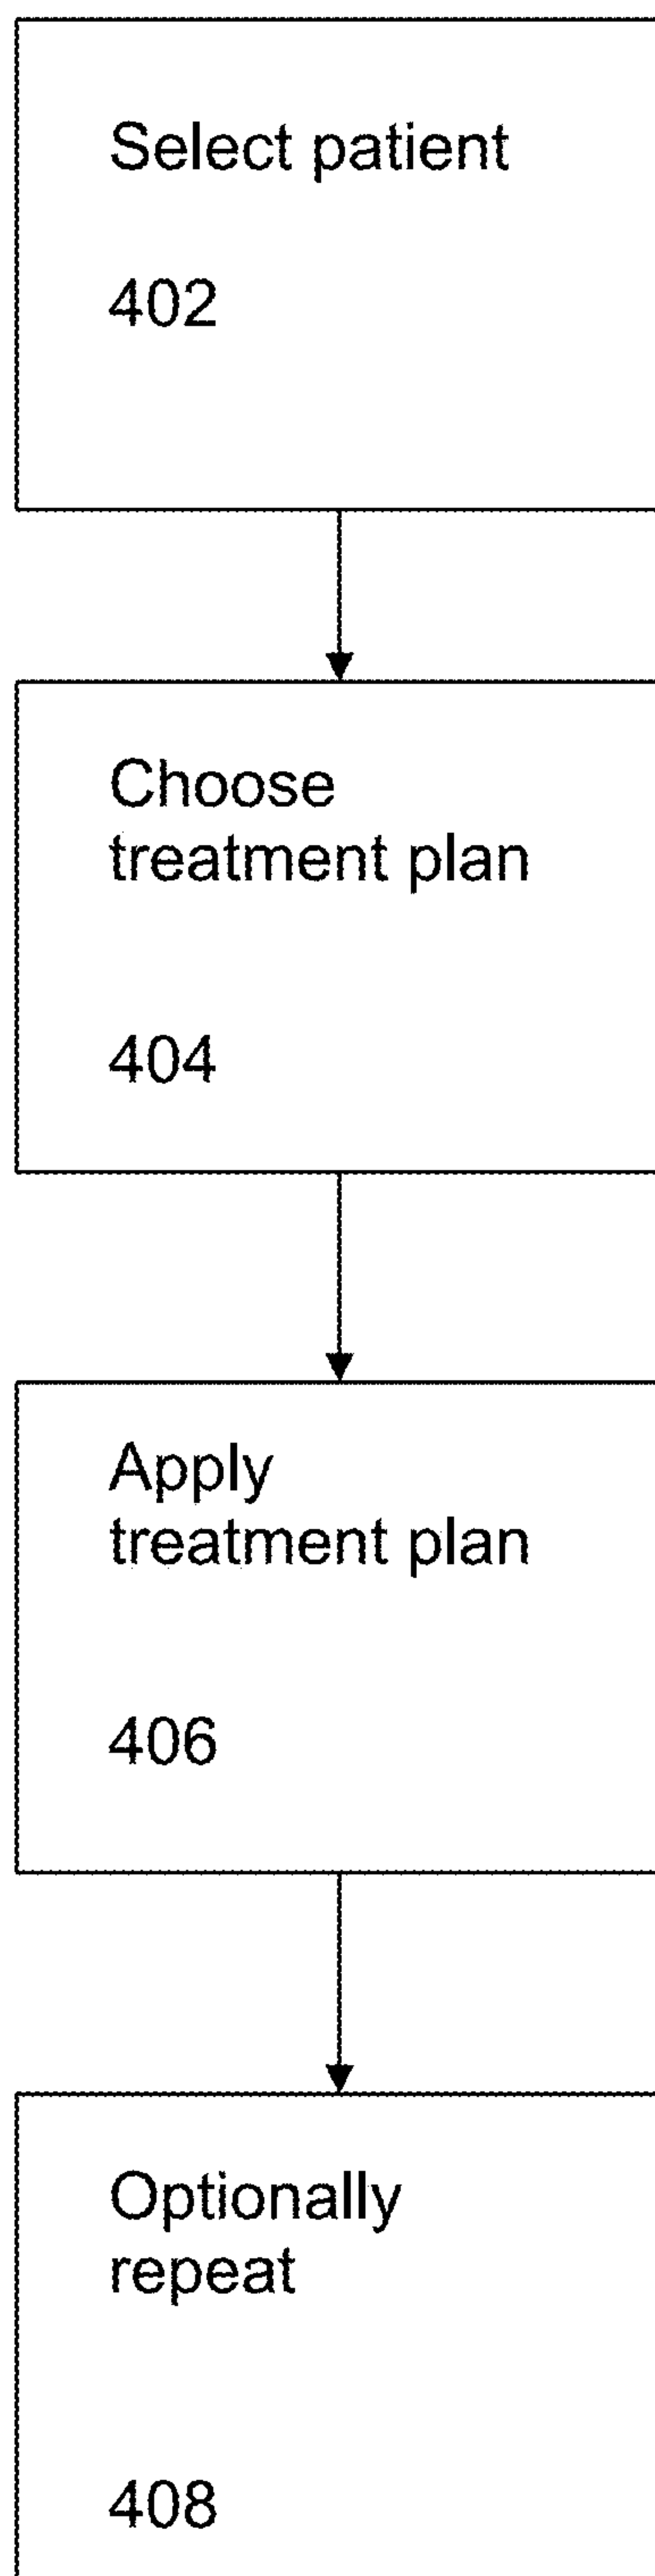 Select patient
402
Choose
treatment plan
404
Apply
treatment plan
406
Optionally
repeat
408